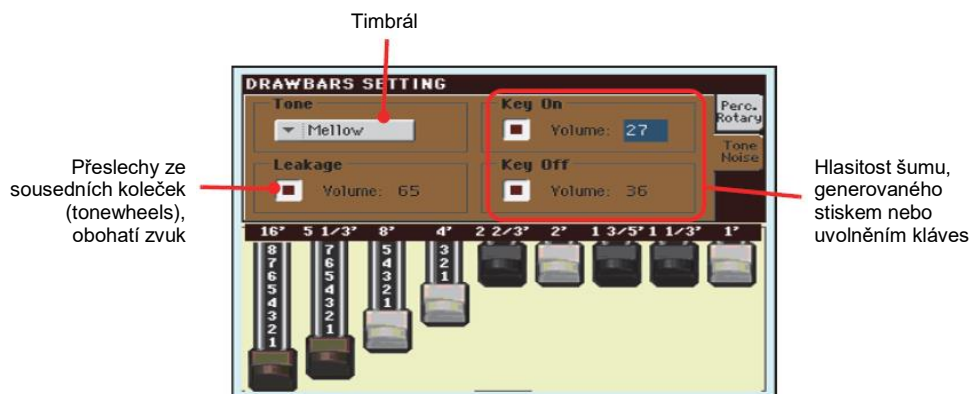 Timbrál
DRAWBARS SETTING
Tone
Mellow
Key On
Volume: 27
Perc.
Rotary
Tone
Noise
Leakage
Volume: 65
Key Off
Volume: 36
Přeslechy ze
sousedních koleček
(tonewheels),
obohatí zvuk
Hlasitost šumu,
generovaného
stiskem nebo
uvolněním kláves
16' 5 1/3' 8' 4' 2 2/3' 2' 1 3/5' 1 1/3' 1'
8 7 5 3
7 6 4 2
6 5 3 1
5 4 2
4 3 1
3 2
2 1
1